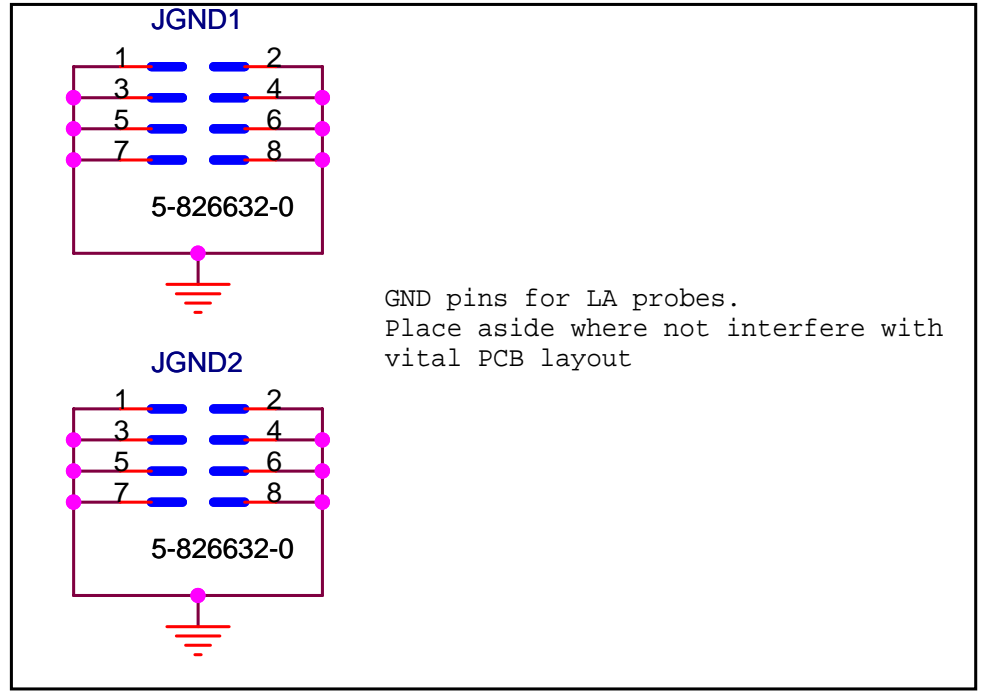 JGND1
1 2
3 4
5 6
7 8
5-826632-0
GND pins for LA probes.
Place aside where not interfere with
vital PCB layout
JGND2
1 2
3 4
5 6
7 8
5-826632-0